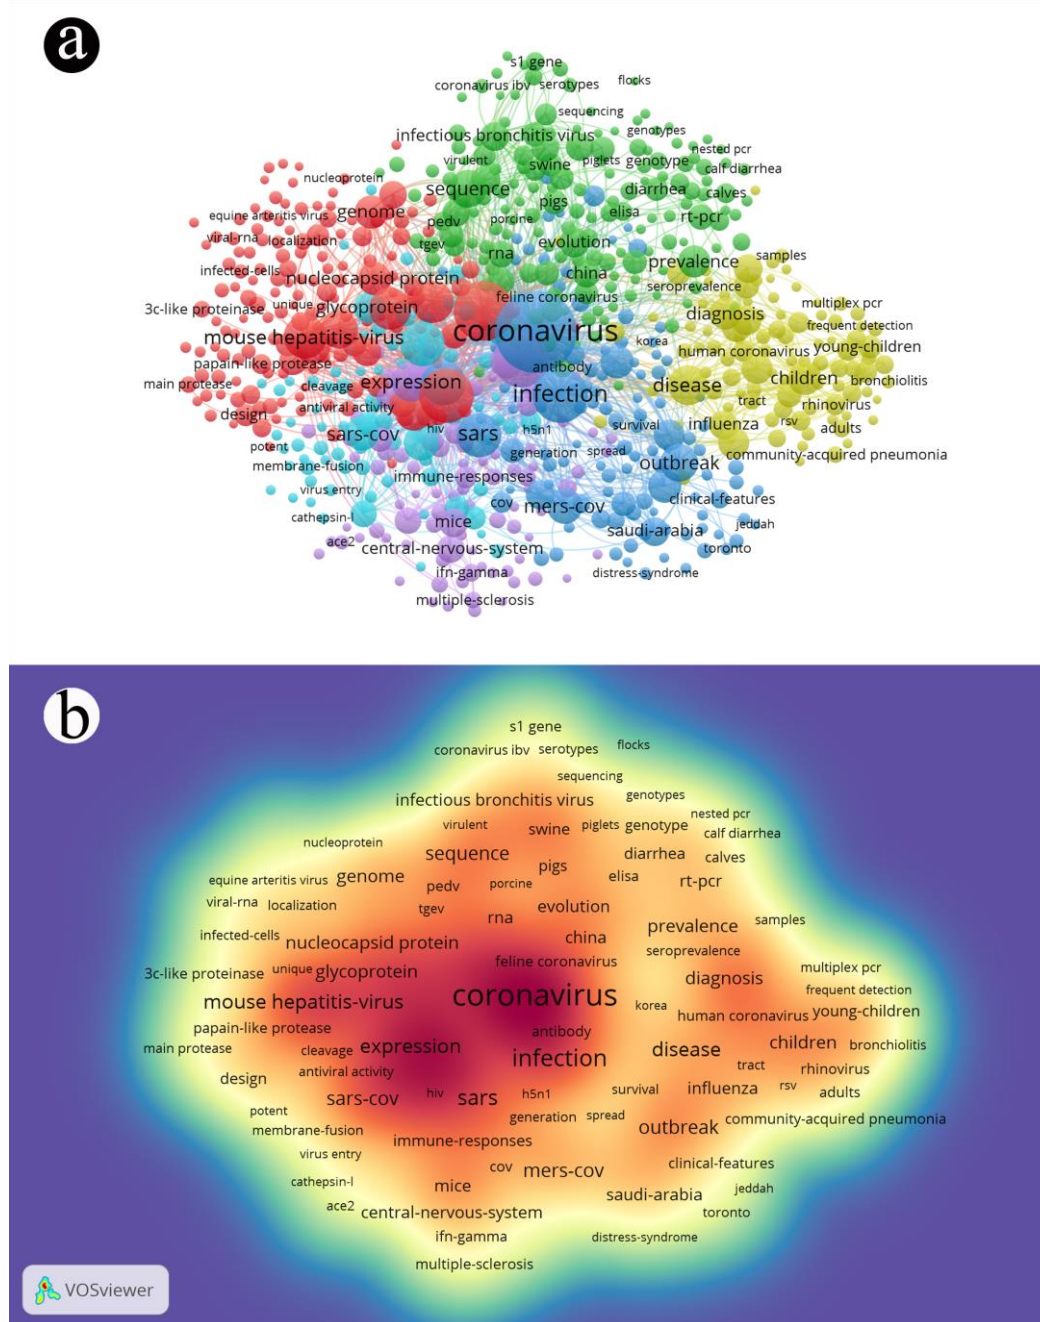 a
s1 gene
coronavirus ibv serotypes flocks
sequencing
infectious bronchitis virus genotypes
nested pcr
virulent swine piglets genotype calf diarrhea
nucleoprotein
sequence diarrhea calves
pigs
equine arteritis virus genome pedv porcine elisa rt-pcr
viral-rna localization tgev rna evolution
prevalence samples
infected-cells nucleocapsid protein china
seroprevalence
3c-like proteinase unique glycoprotein feline coronavirus diagnosis multiplex pcr
frequent detection
mouse hepatitis-virus coronavirus korea human coronavirus young-children
papain-like protease antibody
main protease cleavage expression infection disease children bronchiolitis
antiviral activity tract rhinovirus
design
sars-cov hiv sars h5n1 survival influenza rsv adults
potent generation spread community-acquired pneumonia
membrane-fusion outbreak
immune-responses
virus entry clinical-features
cov mers-cov
cathepsin-l mice saudi-arabia jeddah
ace2 central-nervous-system toronto
ifn-gamma distress-syndrome
multiple-sclerosis
b
s1 gene
coronavirus ibv serotypes flocks
sequencing
infectious bronchitis virus genotypes
nested pcr
virulent swine piglets genotype calf diarrhea
nucleoprotein
sequence diarrhea calves
pigs
equine arteritis virus genome pedv porcine elisa rt-pcr
viral-rna localization tgev rna evolution
prevalence samples
infected-cells nucleocapsid protein china
seroprevalence
3c-like proteinase unique glycoprotein feline coronavirus diagnosis multiplex pcr
frequent detection
mouse hepatitis-virus coronavirus korea human coronavirus young-children
papain-like protease antibody
main protease cleavage expression infection disease children bronchiolitis
antiviral activity tract rhinovirus
design
sars-cov hiv sars h5n1 survival influenza rsv adults
potent generation spread community-acquired pneumonia
membrane-fusion outbreak
immune-responses
virus entry clinical-features
cov mers-cov
cathepsin-l mice saudi-arabia jeddah
ace2 central-nervous-system toronto
ifn-gamma distress-syndrome
multiple-sclerosis
VOSviewer